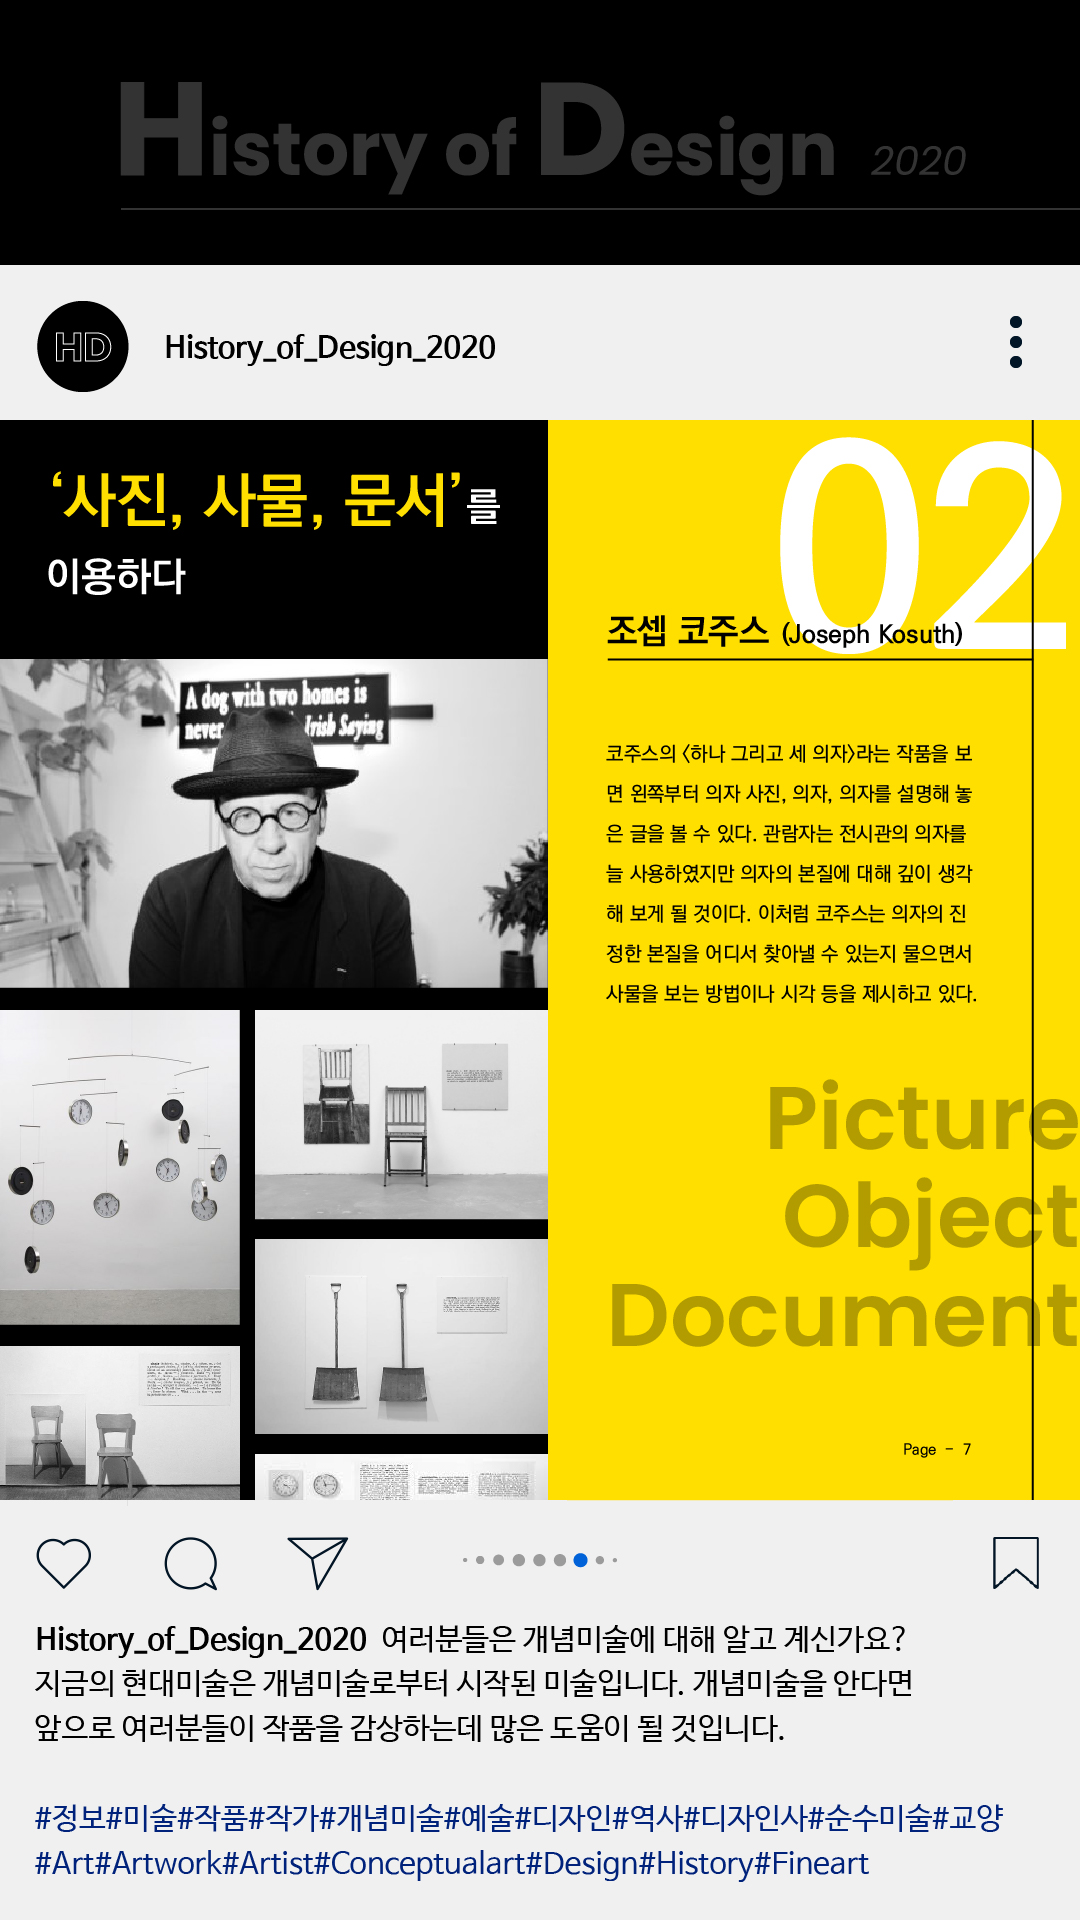 History of Design 2020
HD
History_of_Design_2020
‘사진, 사물, 문서’를
이용하다
A dog with two homes is
never
Irish Saying
02
조셉 코주스 (Joseph Kosuth)
코주스의 〈하나 그리고 세 의자〉라는 작품을 보
면 왼쪽부터 의자 사진, 의자, 의자를 설명해 놓
은 글을 볼 수 있다. 관람자는 전시관의 의자를
늘 사용하였지만 의자의 본질에 대해 깊이 생각
해 보게 될 것이다. 이처럼 코주스는 의자의 진
정한 본질을 어디서 찾아낼 수 있는지 물으면서
사물을 보는 방법이나 시각 등을 제시하고 있다.
Picture
Object
Document
Page - 7
History_of_Design_2020 여러분들은 개념미술에 대해 알고 계신가요?
지금의 현대미술은 개념미술로부터 시작된 미술입니다. 개념미술을 안다면
앞으로 여러분들이 작품을 감상하는데 많은 도움이 될 것입니다.
#정보#미술#작품#작가#개념미술#예술#디자인#역사#디자인사#순수미술#교양
#Art#Artwork#Artist#Conceptualart#Design#History#Fineart